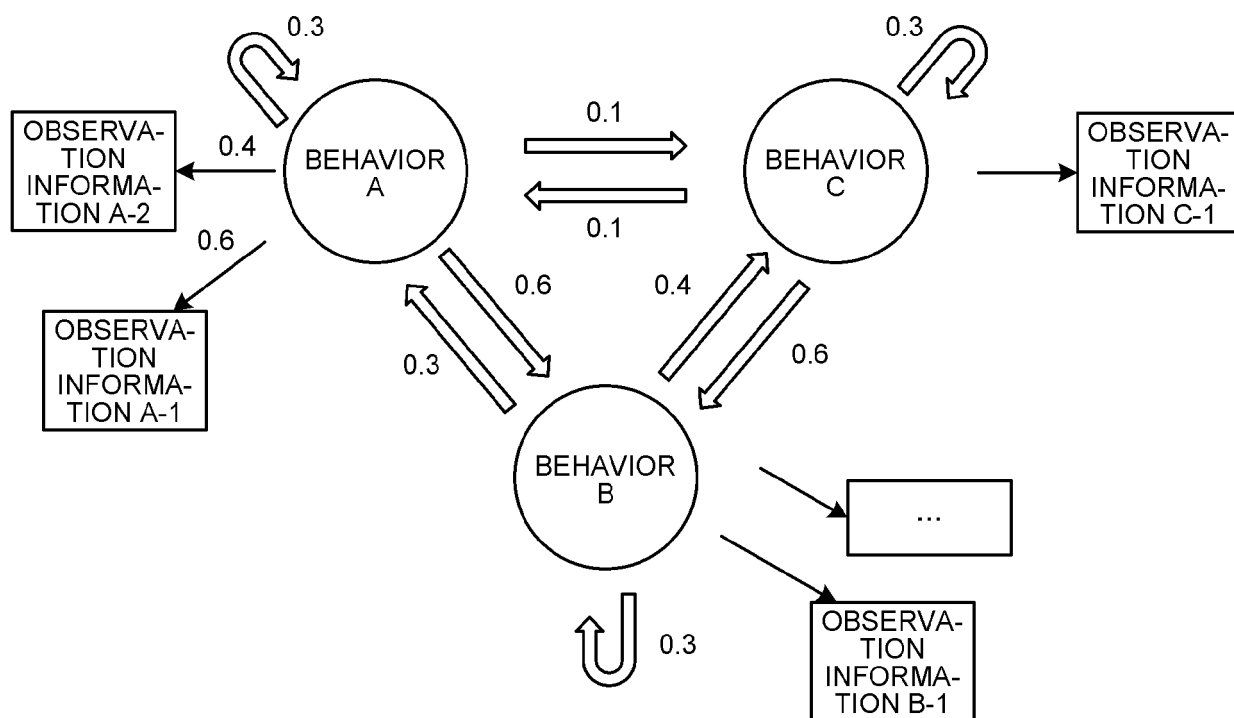 0.3
0.3
OBSERVA-
TION
INFORMA-
TION A-2
0.4
BEHAVIOR
A
0.1
0.1
BEHAVIOR
C
OBSERVA-
TION
INFORMA-
TION C-1
0.6
OBSERVA-
TION
INFORMA-
TION A-1
0.6
0.3
0.4
0.6
BEHAVIOR
B
...
0.3
OBSERVA-
TION
INFORMA-
TION B-1